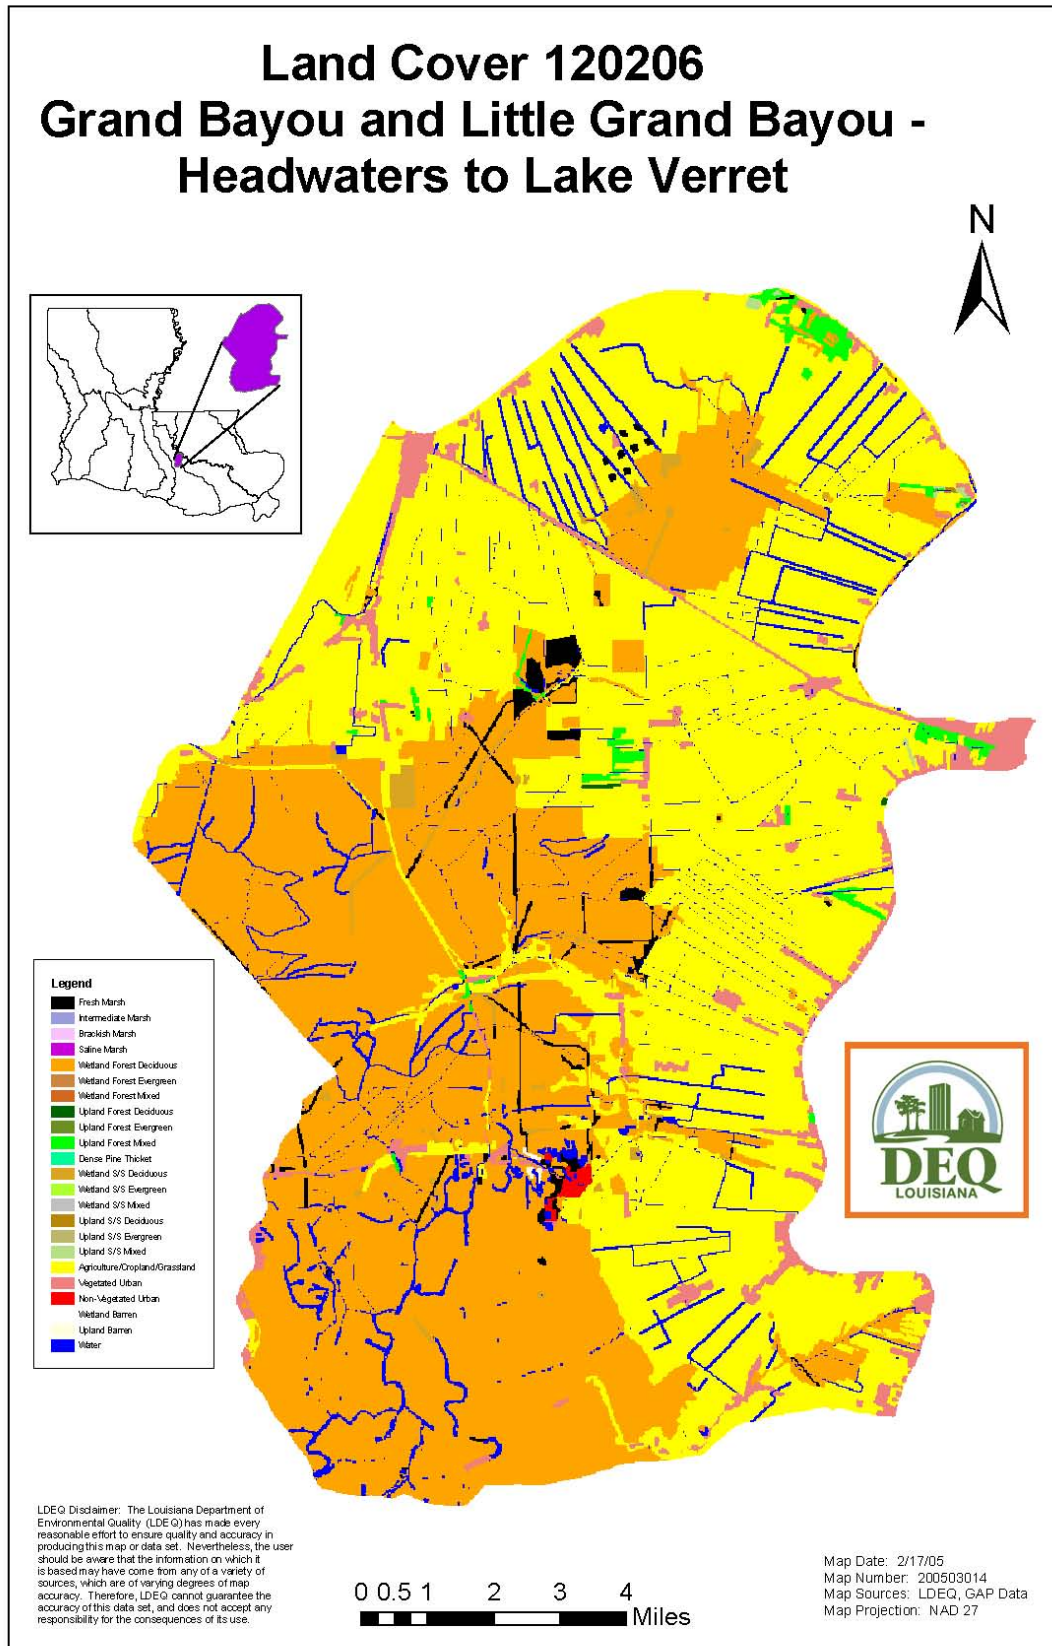 Land Cover 120206
Grand Bayou and Little Grand Bayou -
Headwaters to Lake Verret
N
Legend
Fresh Marsh
Intermediate Marsh
Brackish Marsh
Saline Marsh
Wetland Forest Deciduous
Wetland Forest Evergreen
Wetland Forest Mixed
Upland Forest Deciduous
Upland Forest Evergreen
Upland Forest Mixed
Dense Pine Thicket
Wetland S/S Deciduous
Wetland S/S Evergreen
Wetland S/S Mixed
Upland S/S Deciduous
Upland S/S Evergreen
Upland S/S Mixed
Agriculture/Cropland/Grassland
Vegetated Urban
Non-Vegetated Urban
Wetland Barren
Upland Barren
Water
DEQ
LOUISIANA
LDEQ Disclaimer: The Louisiana Department of
Environmental Quality (LDEQ) has made every
reasonable effort to ensure quality and accuracy in
producing this map or data set. Nevertheless, the user
should be aware that the information on which it
is based may have come from any of a variety of
sources, which are of varying degrees of map
accuracy. Therefore, LDEQ cannot guarantee the
accuracy of this data set, and does not accept any
responsibility for the consequences of its use.
0 0.5 1 2 3 4
Miles
Map Date: 2/17/05
Map Number: 200503014
Map Sources: LDEQ, GAP Data
Map Projection: NAD 27